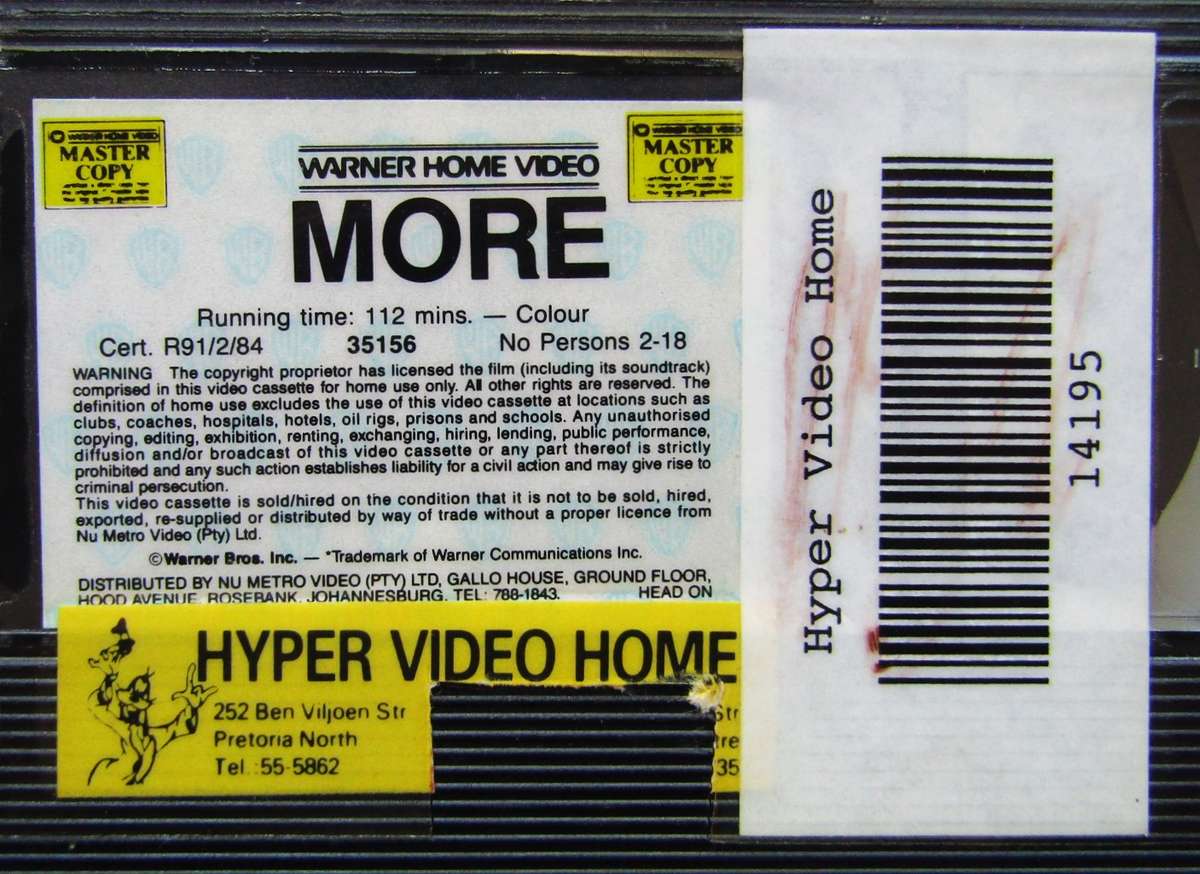 WARNER HOME VIDEO
MASTER
COPY
WARNER HOME VIDEO
MASTER
COPY
WARNER HOME VIDEO
MORE
Running time: 112 mins. — Colour
Cert. R91/2/84 35156 No Persons 2-18
WARNING The copyright proprietor has licensed the film (including its soundtrack)
comprised in this video cassette for home use only. All other rights are reserved. The
definition of home use excludes the use of this video cassette at locations such as
clubs, coaches, hospitals, hotels, oil rigs, prisons and schools. Any unauthorised
copying, editing, exhibition, renting, exchanging, hiring, lending, public performance,
diffusion and/or broadcast of this video cassette or any part thereof is strictly
prohibited and any such action establishes liability for a civil action and may give rise to
criminal persecution.
This video cassette is sold/hired on the condition that it is not to be sold, hired,
exported, re-supplied or distributed by way of trade without a proper licence from
Nu Metro Video (Pty) Ltd.
©Warner Bros. Inc. — *Trademark of Warner Communications Inc.
DISTRIBUTED BY NU METRO VIDEO (PTY) LTD, GALLO HOUSE, GROUND FLOOR,
HOOD AVENUE, ROSEBANK, JOHANNESBURG. TEL: 788-1843. HEAD ON
HYPER VIDEO HOME
252 Ben Viljoen Str
Pretoria North
Tel.:55-5862
Str
tre
35
Hyper Video Home
14195